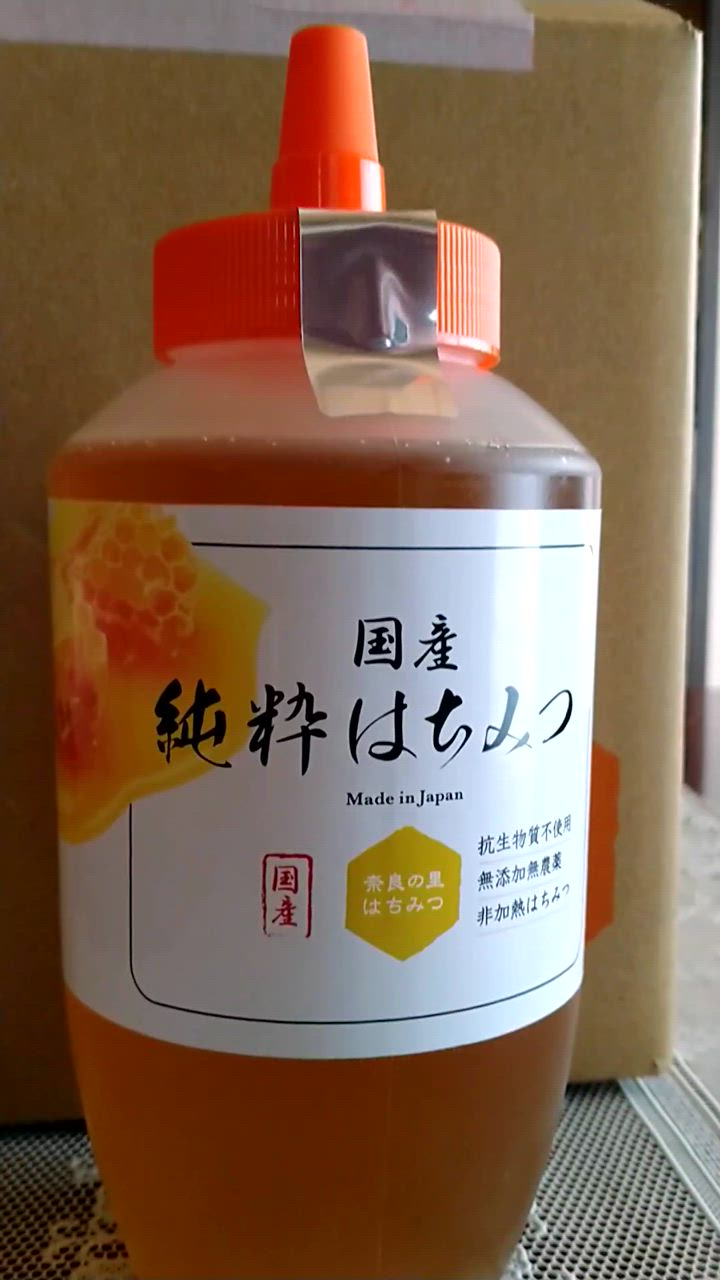 国産
純粋はちみつ
Made in Japan
国産
奈良の里
はちみつ
抗生物質不使用
無添加無農薬
非加熱はちみつ